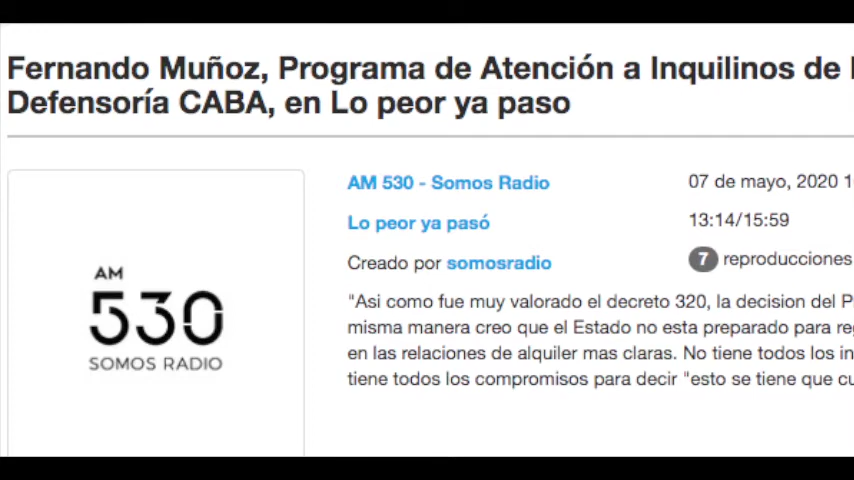 Fernando Muñoz, Programa de Atención a Inquilinos de
Defensoría CABA, en Lo peor ya paso
AM 530 - Somos Radio
07 de mayo, 2020 1
Lo peor ya pasó
13:14/15:59
Creado por somosradio
7 reproducciones
"Asi como fue muy valorado el decreto 320, la decision del P
misma manera creo que el Estado no esta preparado para re
en las relaciones de alquiler mas claras. No tiene todos los in
tiene todos los compromisos para decir "esto se tiene que cu
AM
530
SOMOS RADIO